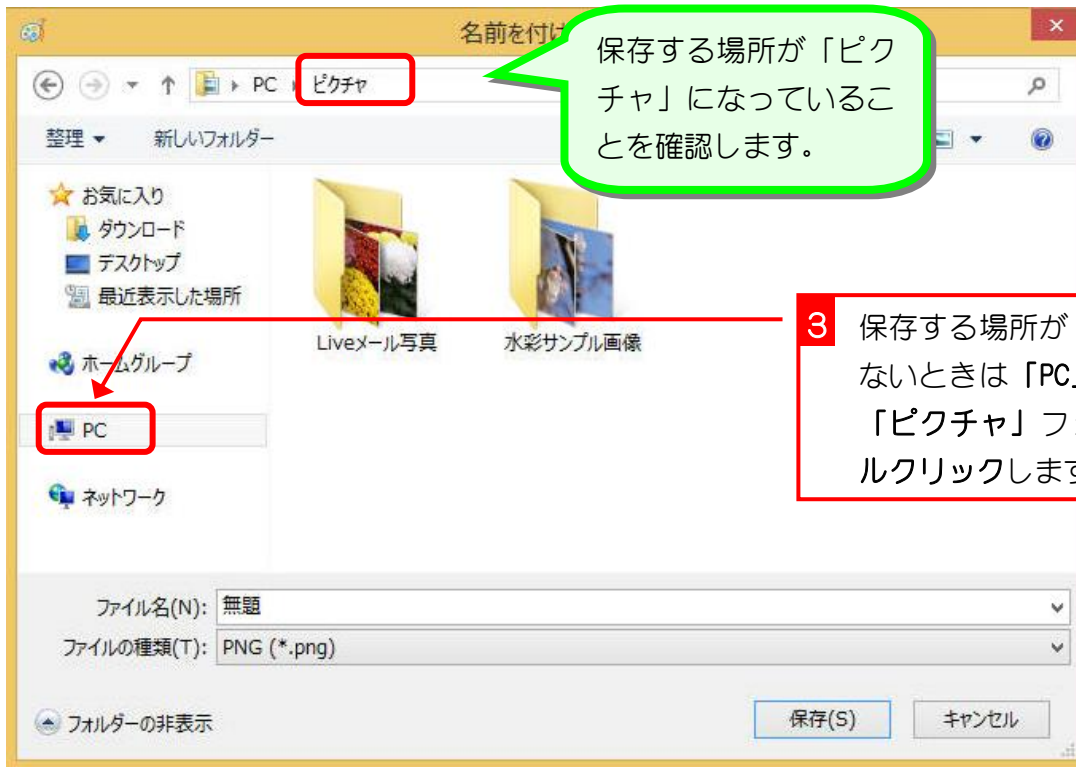 名前を付け
保存する場所が「ピク
チャ」になっているこ
とを確認します。
PC
ピクチャ
整理
新しいフォルダー
お気に入り
ダウンロード
デスクトップ
最近表示した場所
ホームグループ
PC
ネットワーク
Liveメール写真
水彩サンプル画像
3
保存する場所が
ないときは「PC」
「ピクチャ」フ
ルクリックします
ファイル名(N):
無題
ファイルの種類(T):
PNG (*.png)
フォルダーの非表示
保存(S)
キャンセル